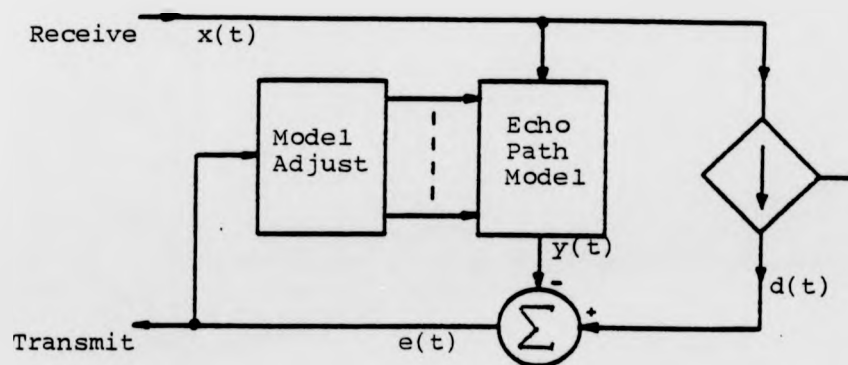 Receive x(t)
Model
Adjust
Echo
Path
Model
y(t)
-
d(t)
+
Σ
Transmit e(t)